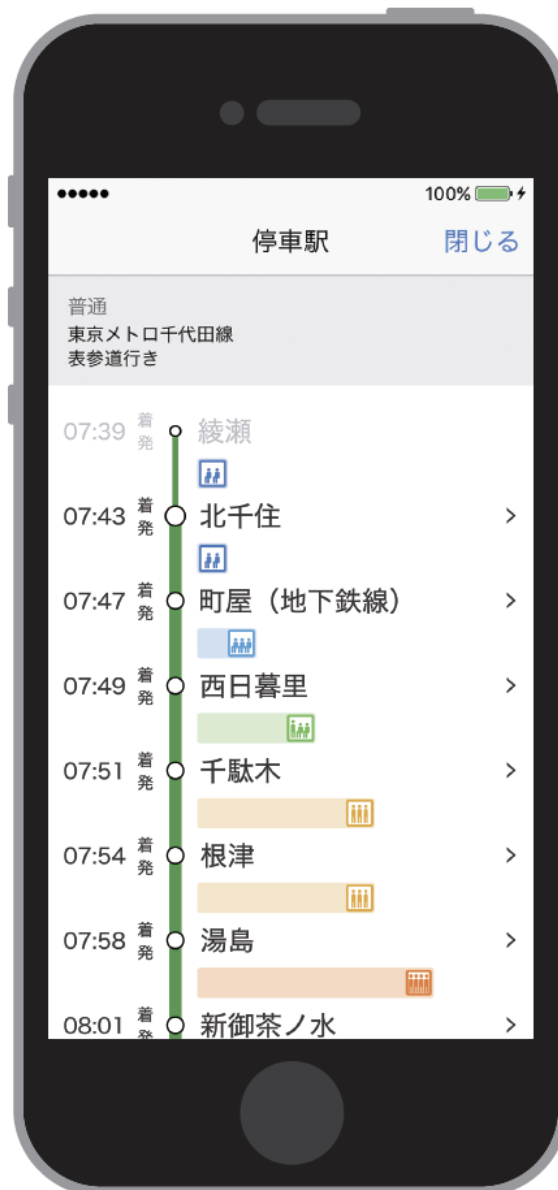 100%
停車駅 閉じる
普通
東京メトロ千代田線
表参道行き
07:39 着発 綾瀬
07:43 着発 北千住
07:47 着発 町屋（地下鉄線）
07:49 着発 西日暮里
07:51 着発 千駄木
07:54 着発 根津
07:58 着発 湯島
08:01 着発 新御茶ノ水